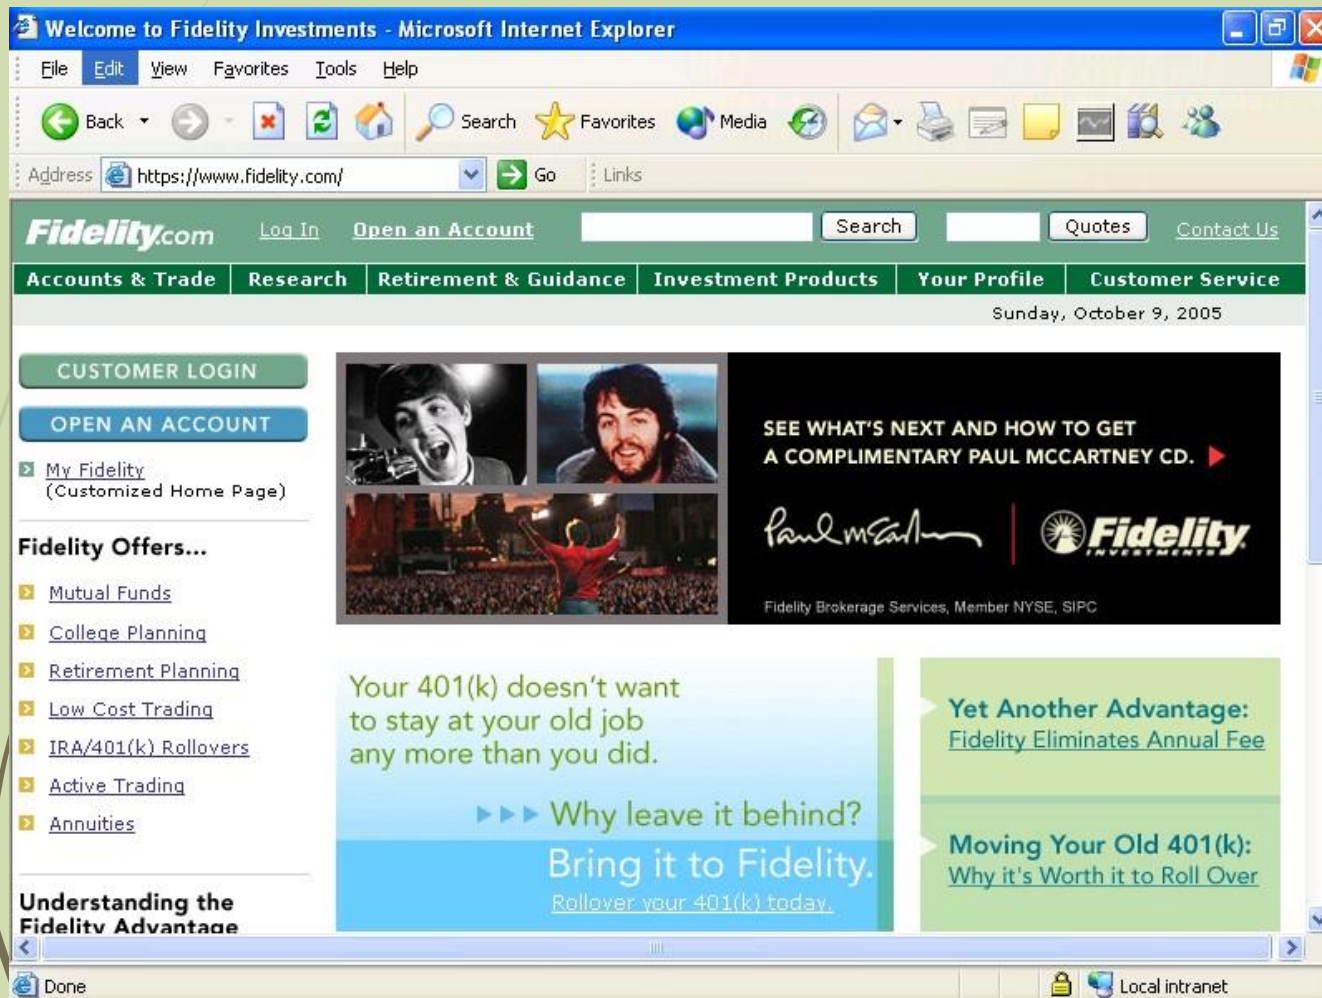 Welcome to Fidelity Investments - Microsoft Internet Explorer
File Edit View Favorites Tools Help
Back Search Favorites Media
Address https://www.fidelity.com/ Go Links
Fidelity.com Log In Open an Account Search Quotes Contact Us
Accounts & Trade Research Retirement & Guidance Investment Products Your Profile Customer Service
Sunday, October 9, 2005
CUSTOMER LOGIN
OPEN AN ACCOUNT
My Fidelity
(Customized Home Page)
Fidelity Offers...
Mutual Funds
College Planning
Retirement Planning
Low Cost Trading
IRA/401(k) Rollovers
Active Trading
Annuities
Understanding the
Fidelity Advantage
SEE WHAT'S NEXT AND HOW TO GET
A COMPLIMENTARY PAUL MCCARTNEY CD.
Paul McCartney Fidelity
INVESTMENTS
Fidelity Brokerage Services, Member NYSE, SIPC
Your 401(k) doesn't want
to stay at your old job
any more than you did.
Why leave it behind?
Bring it to Fidelity.
Rollover your 401(k) today.
Yet Another Advantage:
Fidelity Eliminates Annual Fee
Moving Your Old 401(k):
Why it's Worth it to Roll Over
Done Local intranet